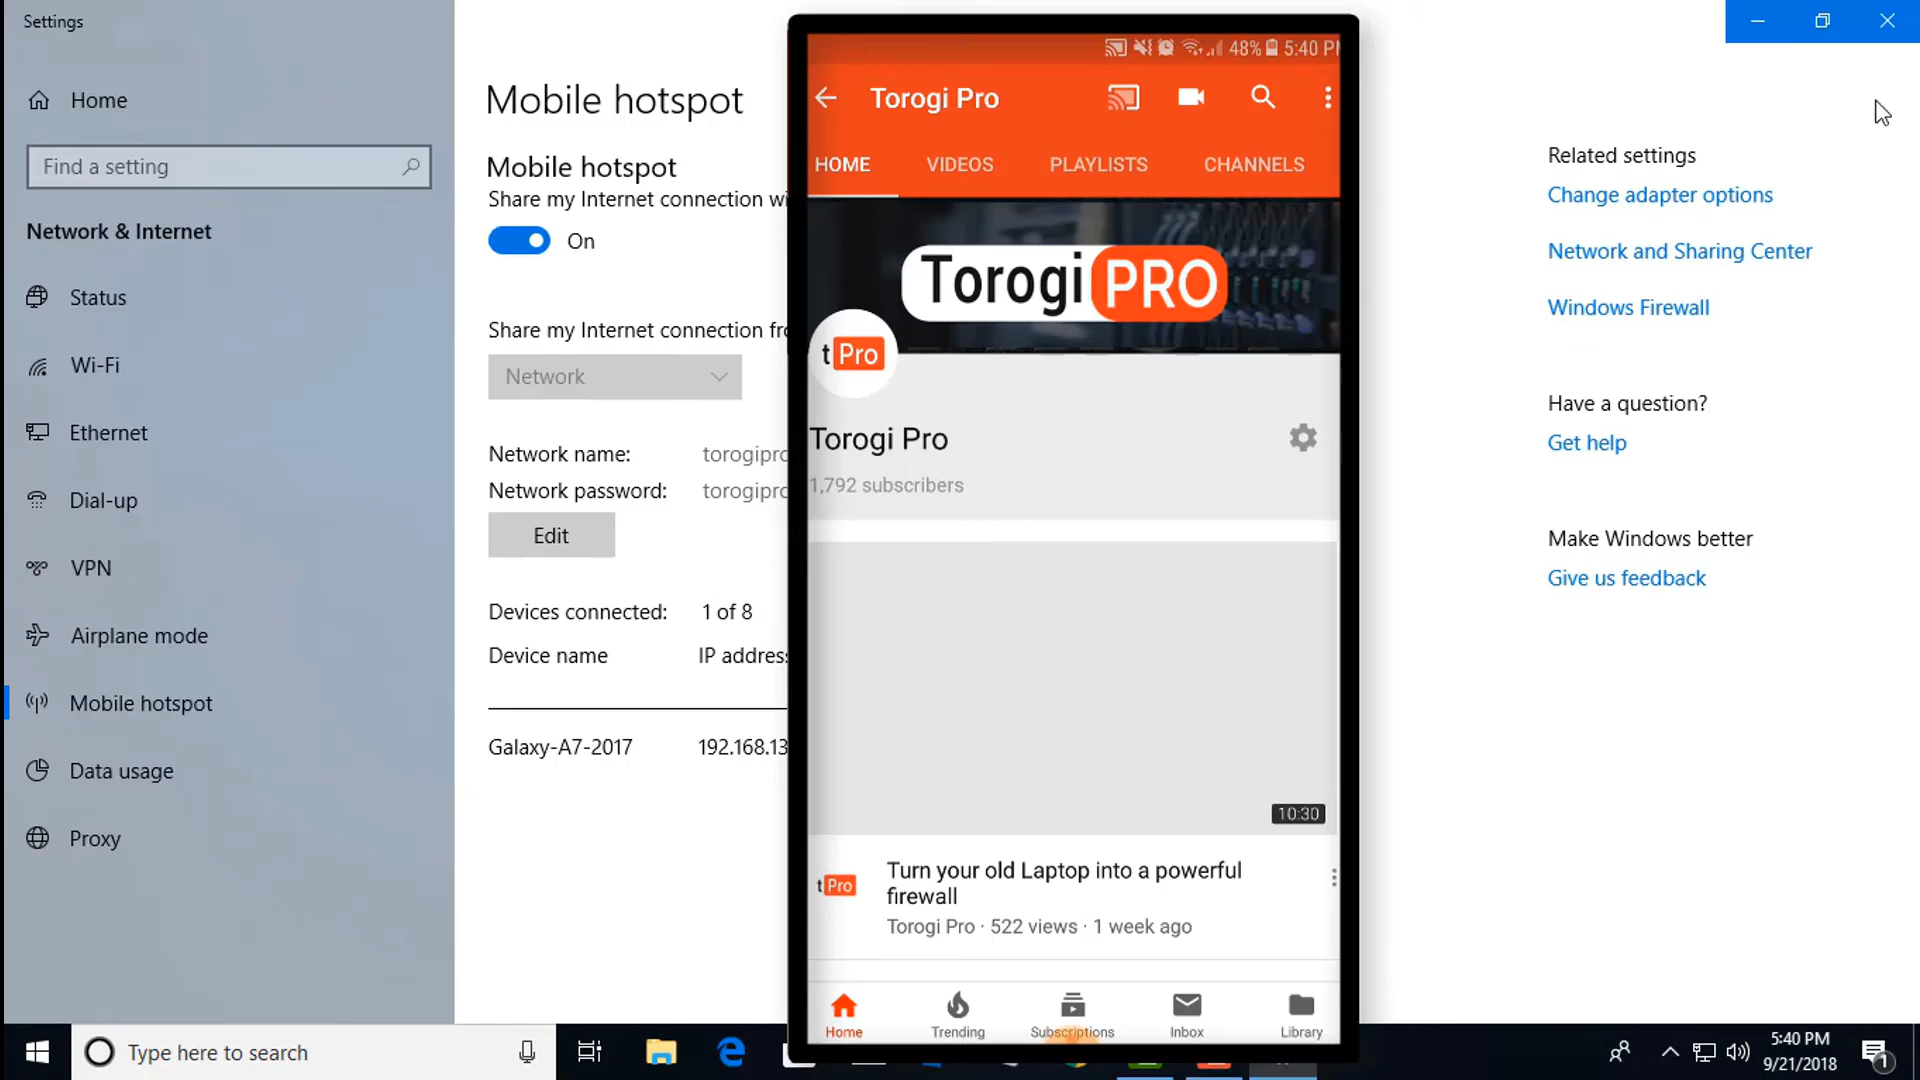 Settings
Home
Find a setting
Network & Internet
Status
Wi-Fi
Ethernet
Dial-up
VPN
Airplane mode
Mobile hotspot
Data usage
Proxy
Mobile hotspot
Mobile hotspot
Share my Internet connection
On
Share my Internet connection
Network
Network name: torogipro
Network password: torogipro
Edit
Devices connected: 1 of 8
Device name IP address
Galaxy-A7-2017 192.168.13
48% 5:40 PM
Torogi Pro
HOME VIDEOS PLAYLISTS CHANNELS
Torogi PRO
t Pro
Torogi Pro
1,792 subscribers
10:30
t Pro
Turn your old Laptop into a powerful
firewall
Torogi Pro · 522 views · 1 week ago
Home Trending Subscriptions Inbox Library
Related settings
Change adapter options
Network and Sharing Center
Windows Firewall
Have a question?
Get help
Make Windows better
Give us feedback
Type here to search
5:40 PM
9/21/2018
1